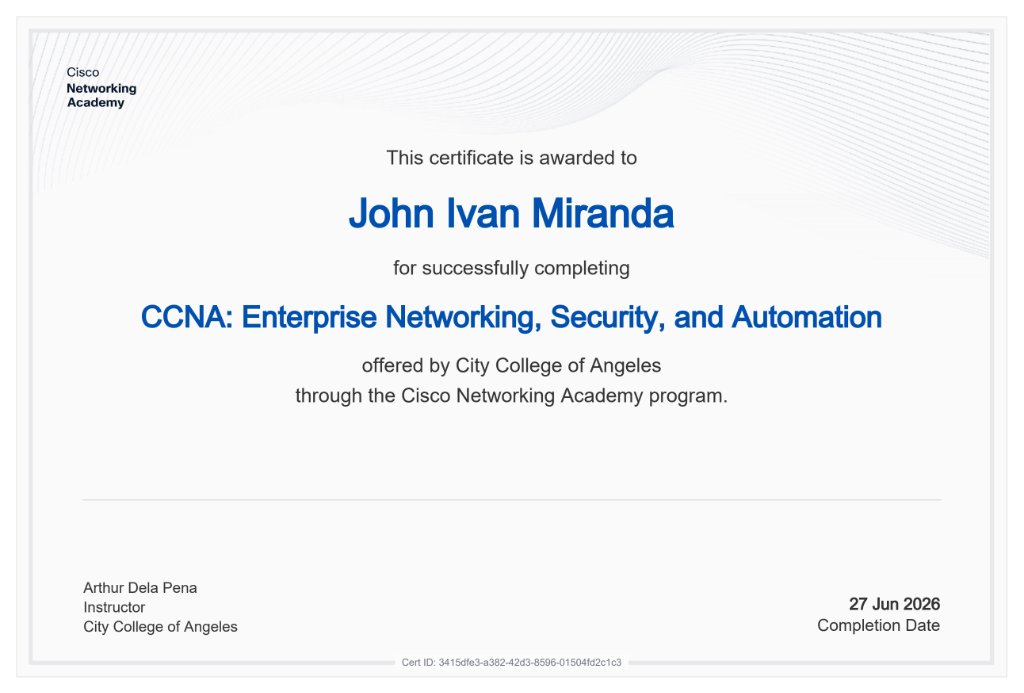 Cisco
Networking
Academy
This certificate is awarded to
John Ivan Miranda
for successfully completing
CCNA: Enterprise Networking, Security, and Automation
offered by City College of Angeles
through the Cisco Networking Academy program.
Arthur Dela Pena
Instructor
City College of Angeles
27 Jun 2026
Completion Date
Cert ID: 3415dfe3-a382-42d3-8596-01504fd2c1c3